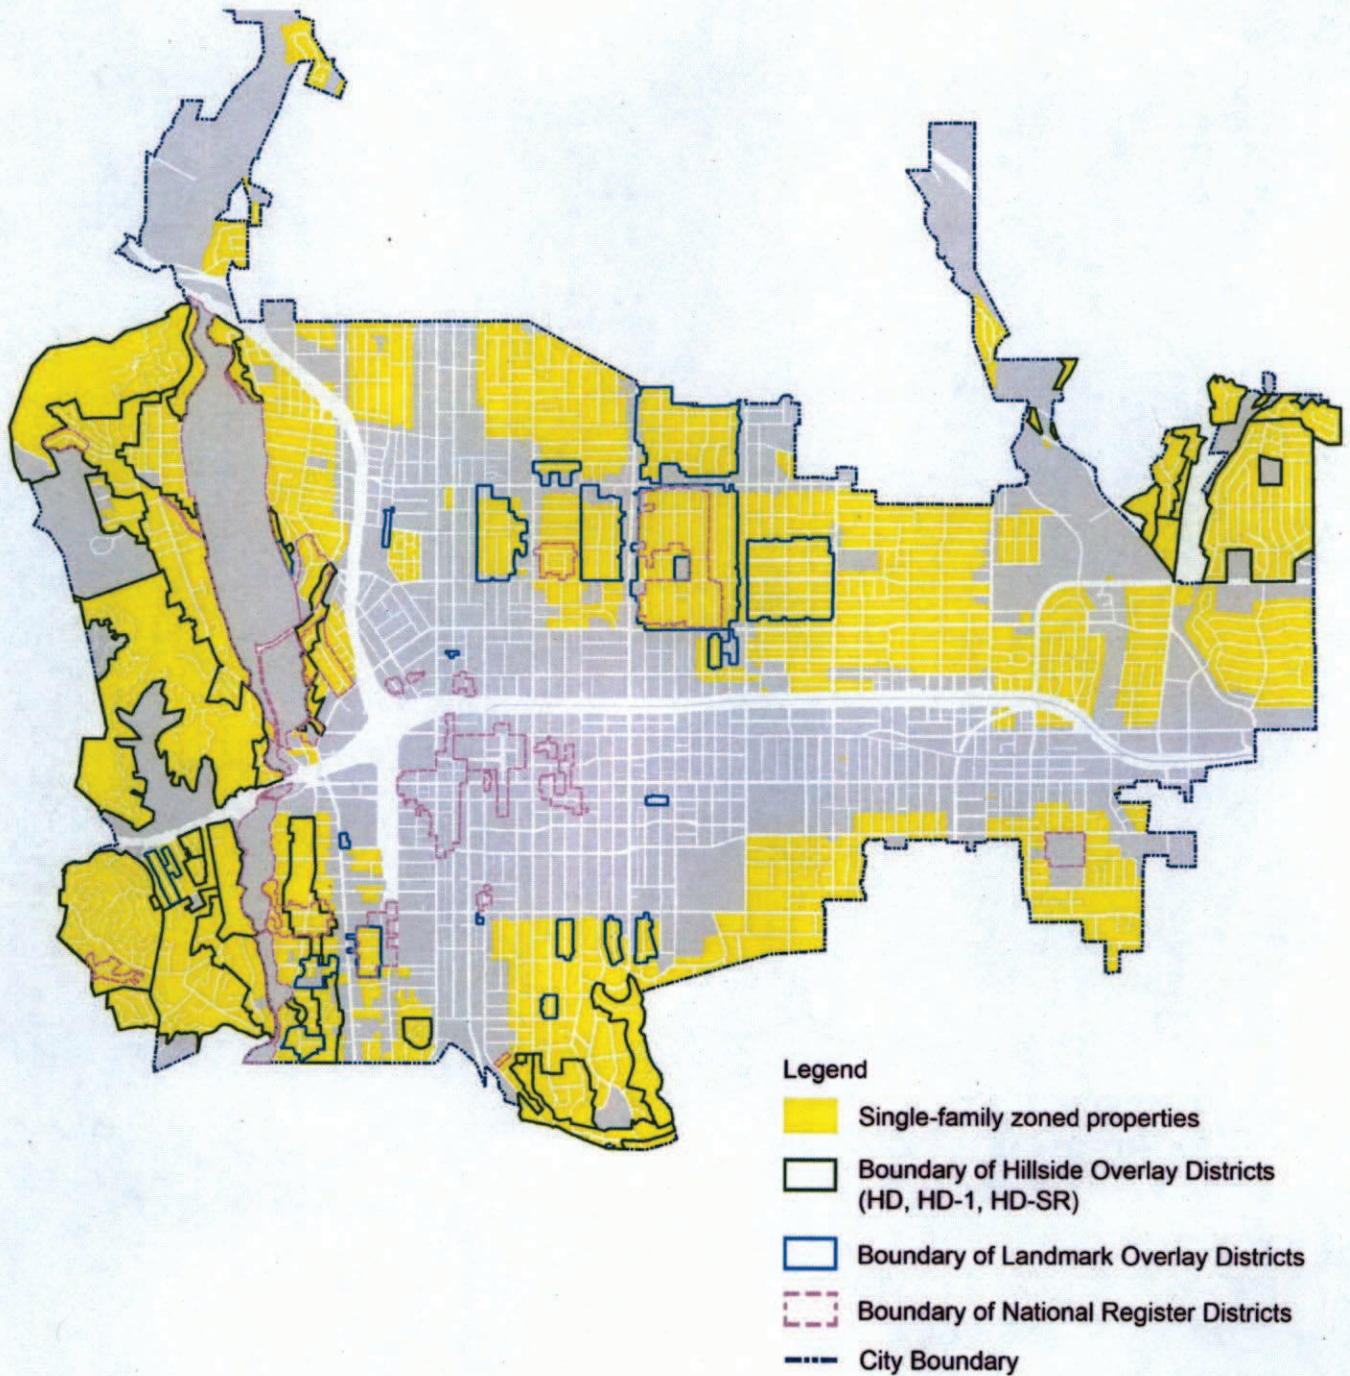 Legend
Single-family zoned properties
Boundary of Hillside Overlay Districts
(HD, HD-1, HD-SR)
Boundary of Landmark Overlay Districts
Boundary of National Register Districts
City Boundary